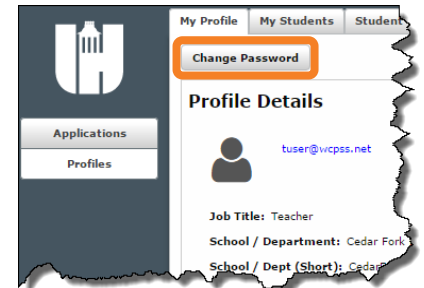 My Profile My Students Student
Change Password
Profile Details
tuser@wcpss.net
Applications
Profiles
Job Title: Teacher
School / Department: Cedar Fork
School / Dept (Short): Cedar